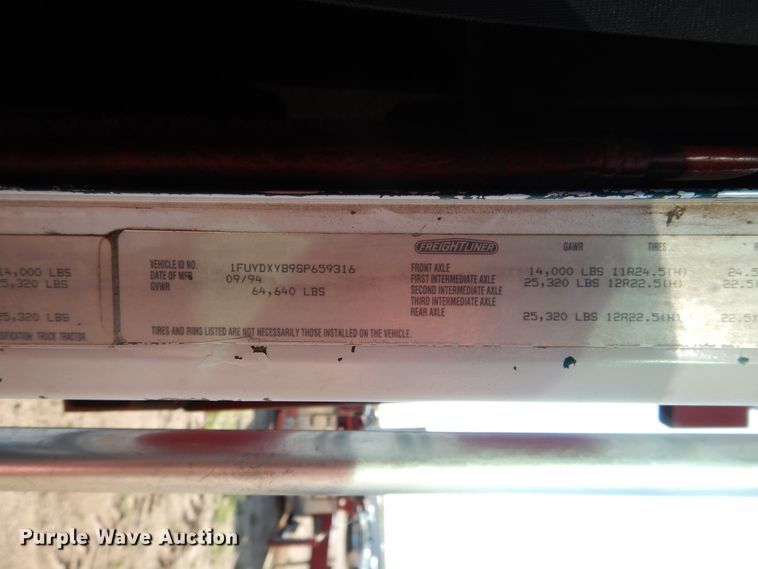 14,000 LBS
25,320 LBS
25,320 LBS
CLASSIFICATION: TRUCK TRACTOR
VEHICLE ID NO. 1FUYDXYB9SP659316
DATE OF MFG 09/94
GVWR 64,640 LBS
TIRES AND RIMS LISTED ARE NOT NECESSARILY THOSE INSTALLED ON THE VEHICLE.
FREIGHTLINER GAWR TIRES R
FRONT AXLE 14,000 LBS 11R24.5(H) 24.5
FIRST INTERMEDIATE AXLE 25,320 LBS 12R22.5(H) 22.5
SECOND INTERMEDIATE AXLE
THIRD INTERMEDIATE AXLE
REAR AXLE 25,320 LBS 12R22.5(H) 22.5X
Purple Wave Auction